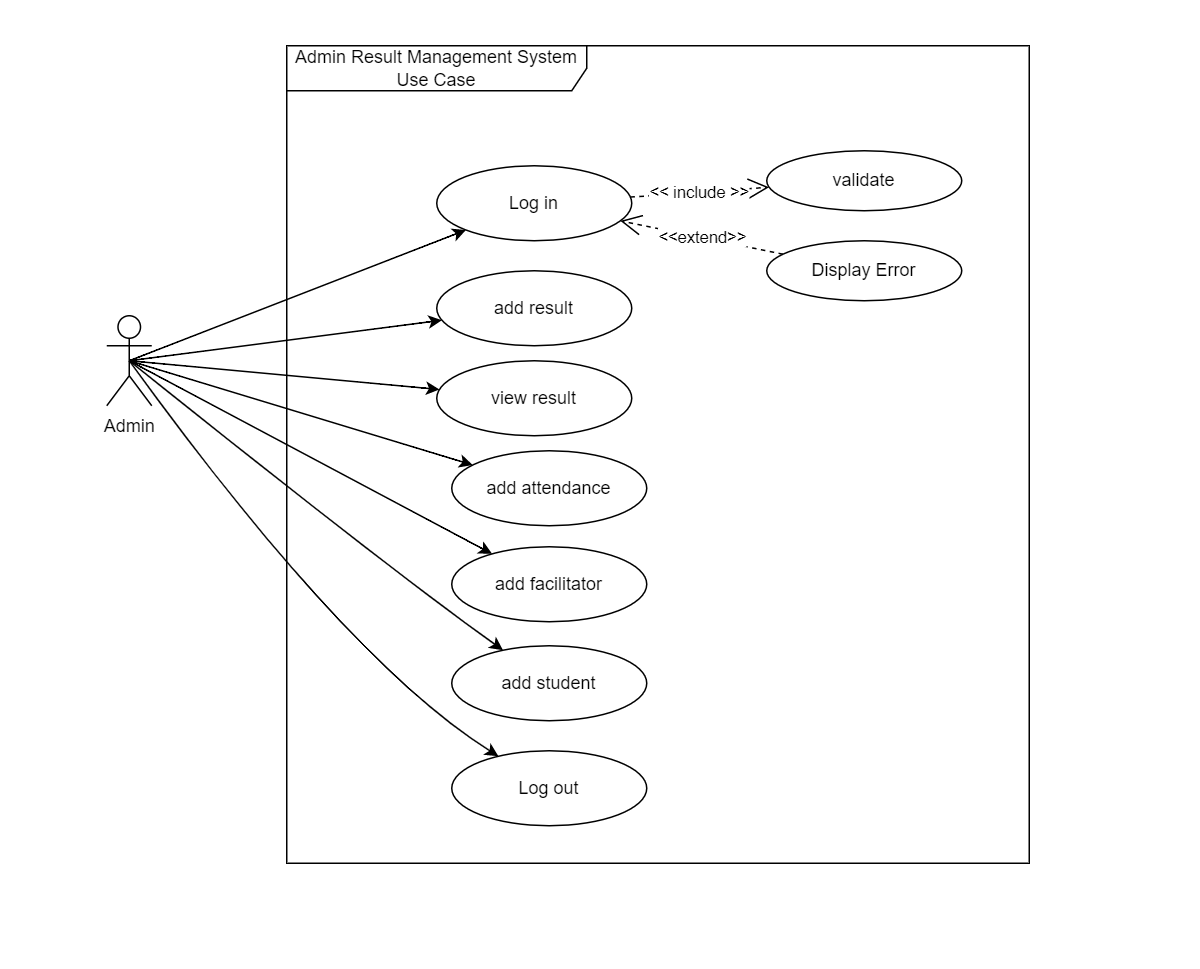 Admin Result Management System
Use Case
Log in
<< include >>
validate
<<extend>>
Display Error
add result
view result
Admin
add attendance
add facilitator
add student
Log out